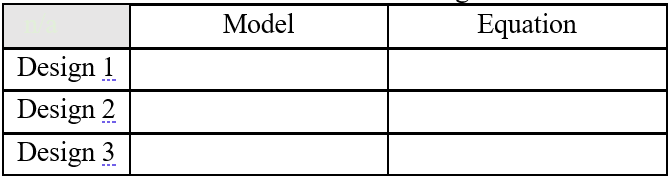 n/a Model Equation
Design 1
Design 2
Design 3